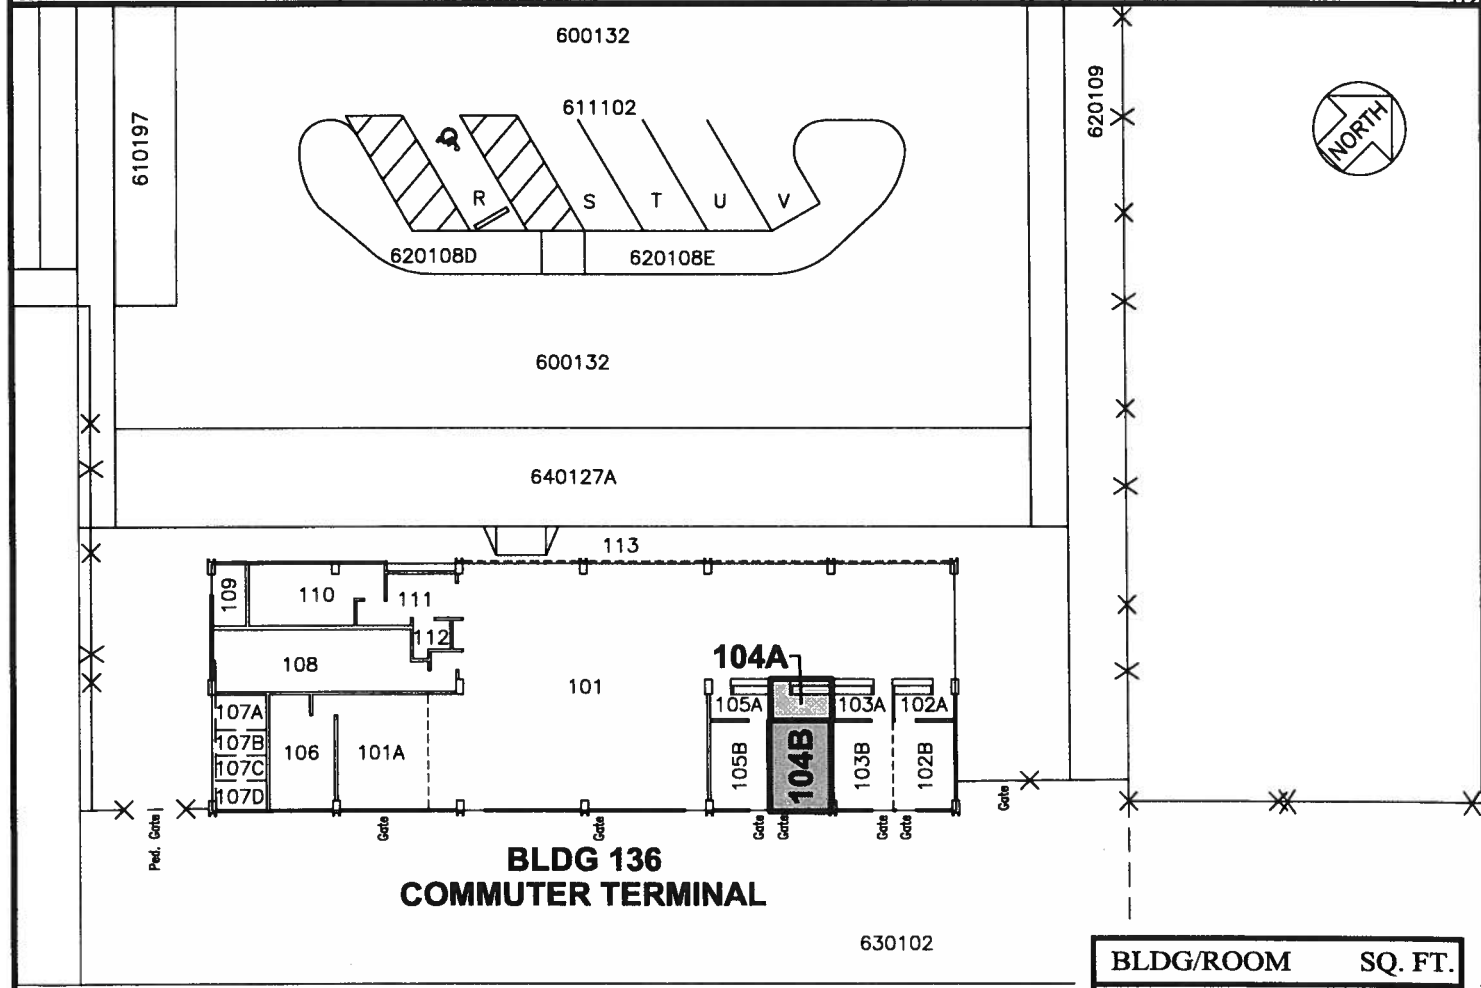 600132
611102
620109
610197
NORTH
R
S
T
U
V
620108D
620108E
600132
640127A
113
109
110
111
112
108
104A
101
107A
105A
103A
102A
107B
106
101A
105B
104B
103B
102B
107C
107D
Ped. Gate
Gate
Gate
Gate
Gate
Gate
Gate
Gate
BLDG 136
COMMUTER TERMINAL
630102
BLDG/ROOM SQ. FT.